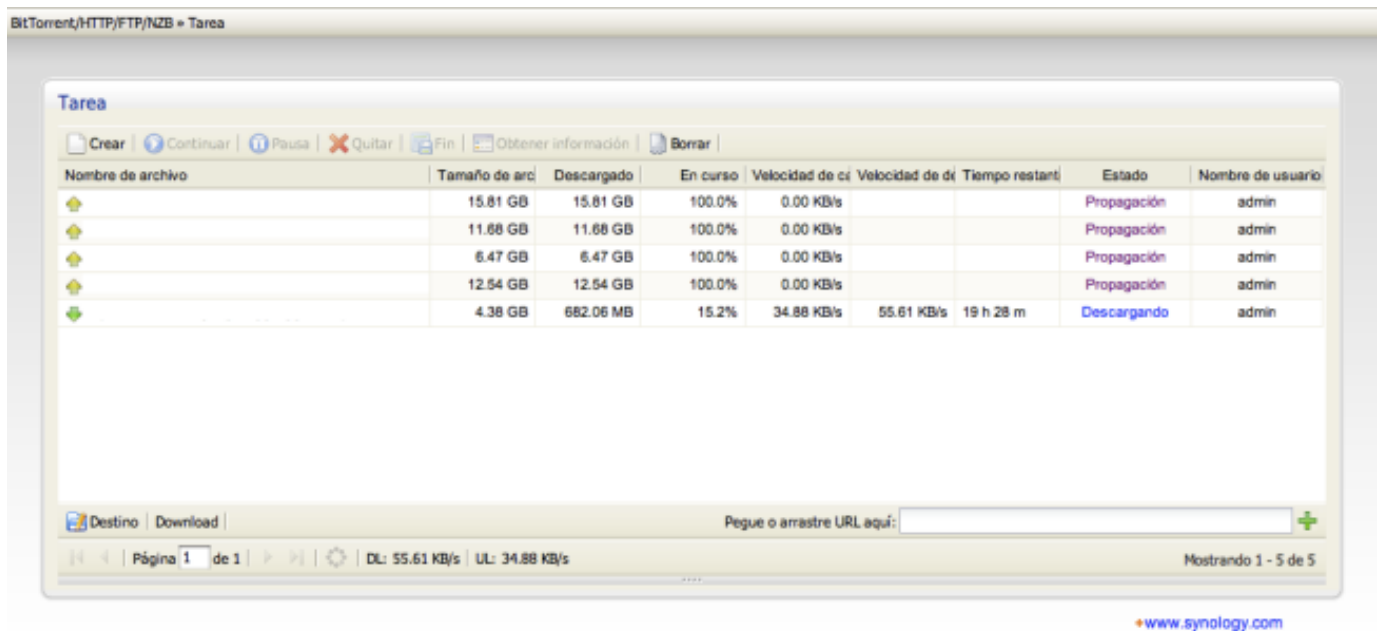 BitTorrent/HTTP/FTP/NZB » Tarea
Tarea
Crear | Continuar | Pausa | Quitar | Fin | Obtener información | Borrar |
Nombre de archivo Tamaño de arc Descargado En curso Velocidad de ca Velocidad de de Tiempo restant Estado Nombre de usuario
15.81 GB 15.81 GB 100.0% 0.00 KB/s Propagación admin
11.68 GB 11.68 GB 100.0% 0.00 KB/s Propagación admin
6.47 GB 6.47 GB 100.0% 0.00 KB/s Propagación admin
12.54 GB 12.54 GB 100.0% 0.00 KB/s Propagación admin
4.38 GB 682.06 MB 15.2% 34.88 KB/s 55.61 KB/s 19 h 28 m Descargando admin
Destino Download Pegue o arrastre URL aquí:
Página 1 de 1 DL: 55.61 KB/s UL: 34.88 KB/s Mostrando 1 - 5 de 5
www.synology.com